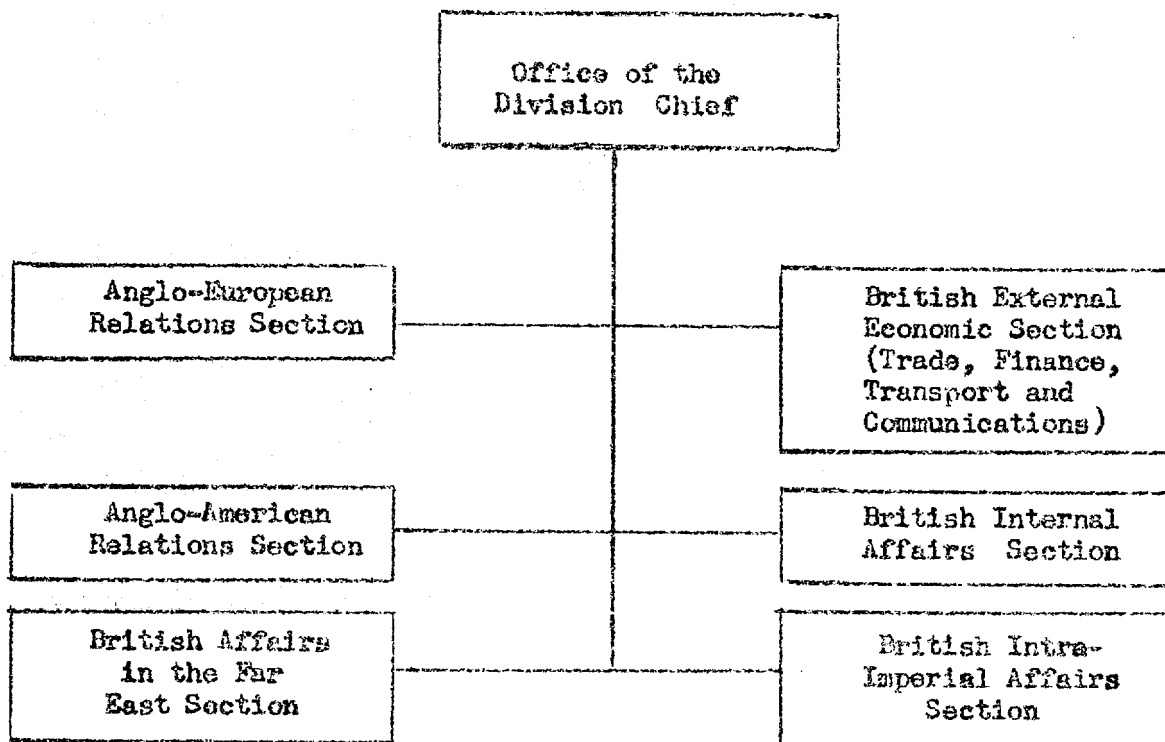 Office of the
Division Chief
Anglo-European
Relations Section
British External
Economic Section
(Trade, Finance,
Transport and
Communications)
Anglo-American
Relations Section
British Internal
Affairs Section
British Affairs
in the Far
East Section
British Intra-
Imperial Affairs
Section